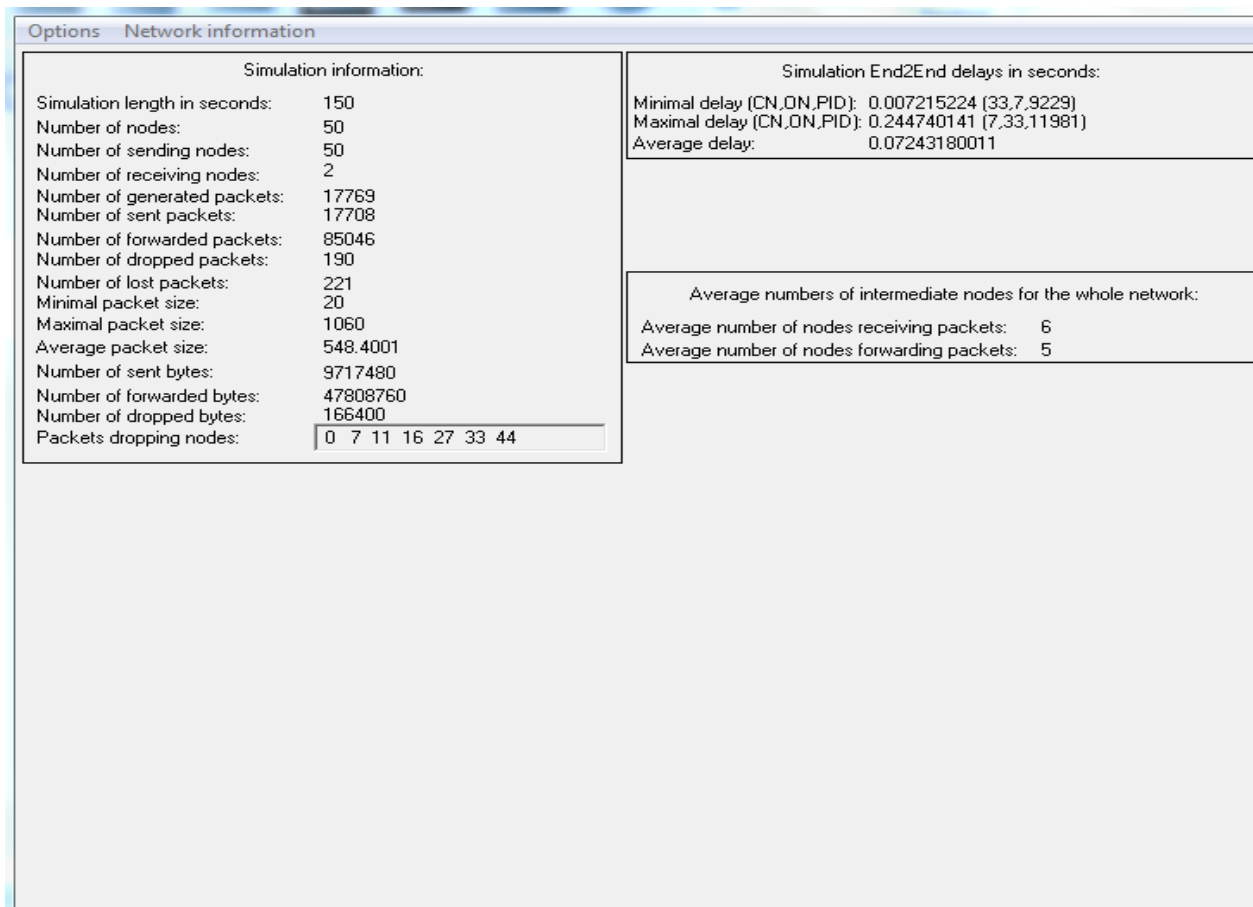 Options Network information
Simulation information:
Simulation length in seconds: 150
Number of nodes: 50
Number of sending nodes: 50
Number of receiving nodes: 2
Number of generated packets: 17769
Number of sent packets: 17708
Number of forwarded packets: 85046
Number of dropped packets: 190
Number of lost packets: 221
Minimal packet size: 20
Maximal packet size: 1060
Average packet size: 548.4001
Number of sent bytes: 9717480
Number of forwarded bytes: 47808760
Number of dropped bytes: 166400
Packets dropping nodes: 0 7 11 16 27 33 44
Simulation End2End delays in seconds:
Minimal delay (CN,ON,PID): 0.007215224 (33,7,9229)
Maximal delay (CN,ON,PID): 0.244740141 (7,33,11981)
Average delay: 0.07243180011
Average numbers of intermediate nodes for the whole network:
Average number of nodes receiving packets: 6
Average number of nodes forwarding packets: 5